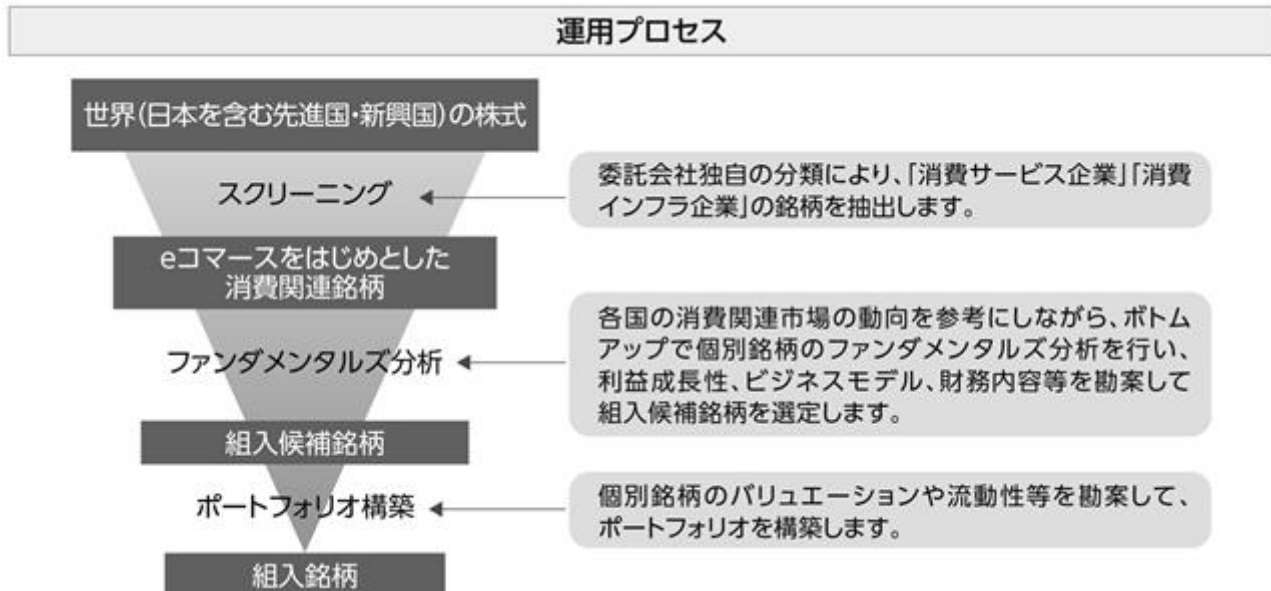 運用プロセス
世界(日本を含む先進国・新興国)の株式
スクリーニング
委託会社独自の分類により、「消費サービス企業」「消費
インフラ企業」の銘柄を抽出します。
eコマースをはじめとした
消費関連銘柄
ファンダメンタルズ分析
各国の消費関連市場の動向を参考にしながら、ボトム
アップで個別銘柄のファンダメンタルズ分析を行い、
利益成長性、ビジネスモデル、財務内容等を勘案して
組入候補銘柄を選定します。
組入候補銘柄
ポートフォリオ構築
個別銘柄のバリュエーションや流動性等を勘案して、
ポートフォリオを構築します。
組入銘柄